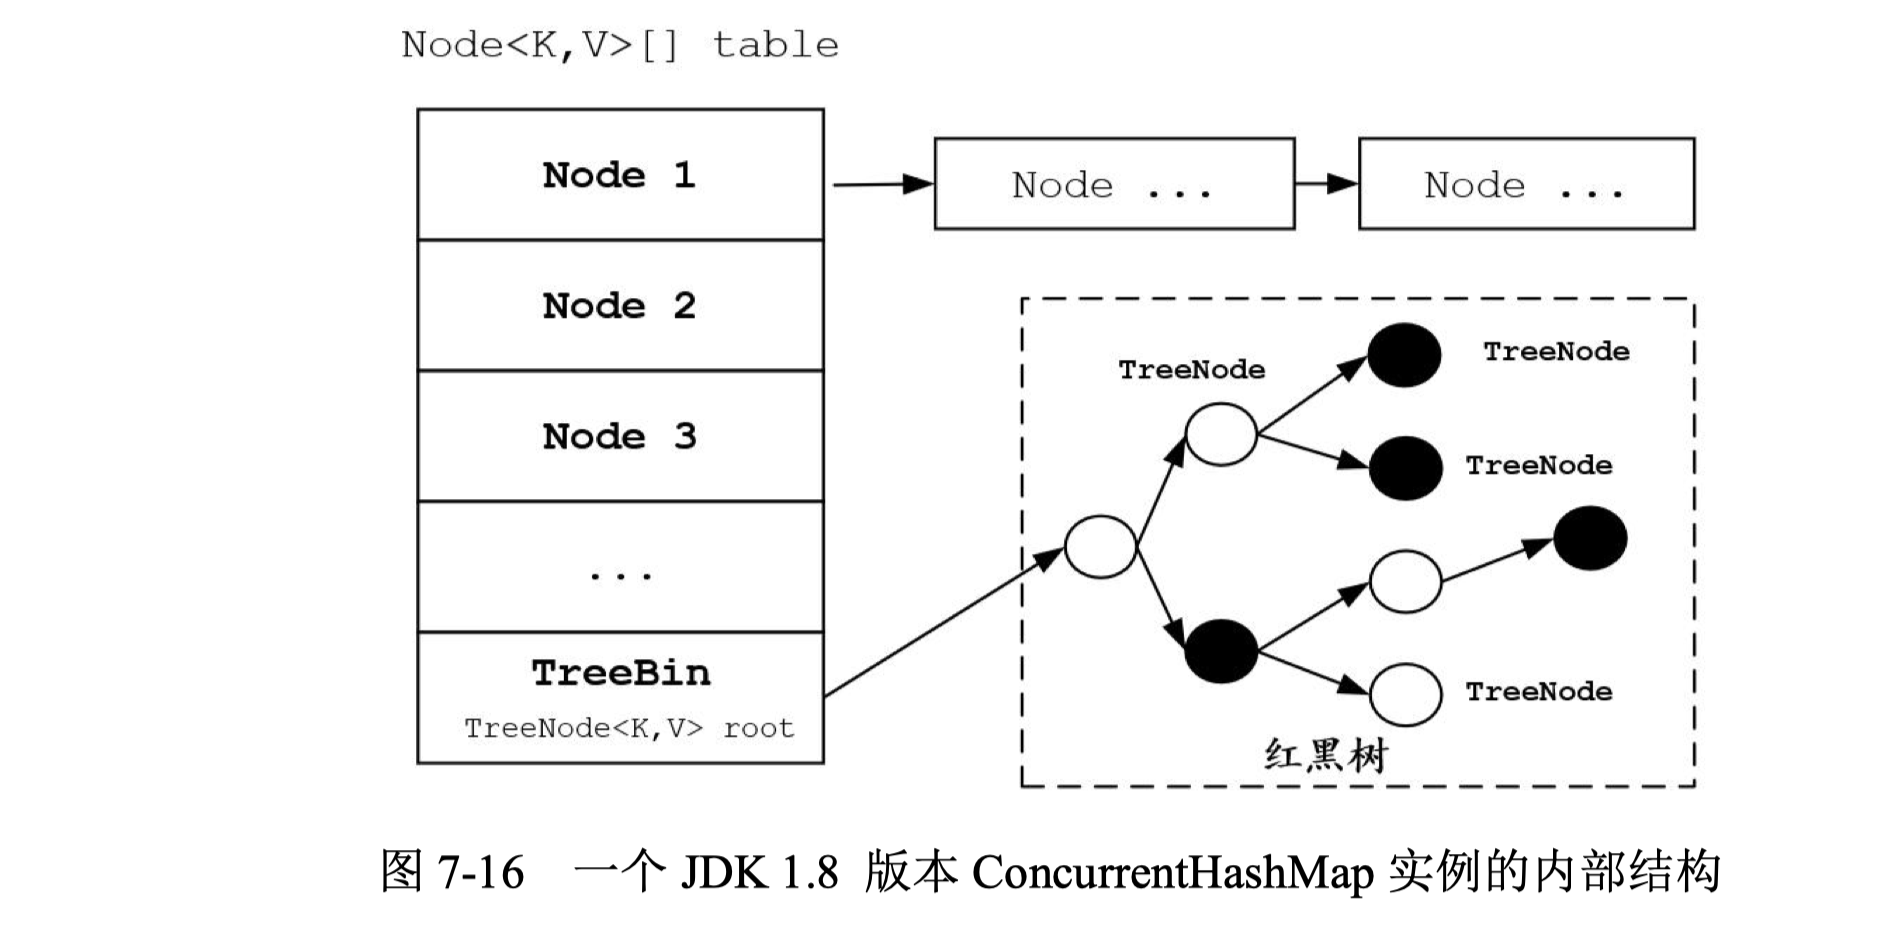 Node<K,V>[] table
Node 1
Node ...
Node ...
Node 2
Node 3
...
TreeBin
TreeNode<K,V> root
TreeNode
TreeNode
TreeNode
TreeNode
红黑树
图 7-16 一个 JDK 1.8 版本 ConcurrentHashMap 实例的内部结构